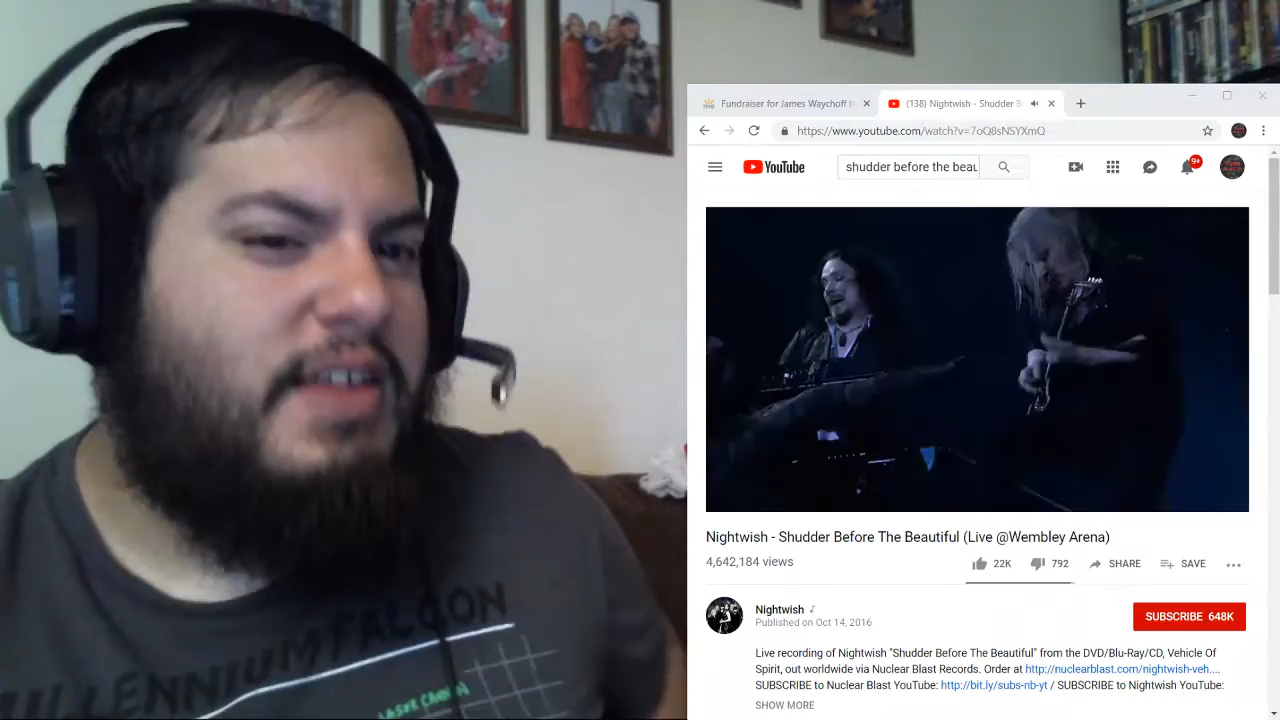 Fundraiser for James Waychoff b
(138) Nightwish - Shudder B
https://www.youtube.com/watch?v=7oQ8sNSYXmQ
YouTube
shudder before the beau
9+
Nightwish - Shudder Before The Beautiful (Live @Wembley Arena)
4,642,184 views
22K
792
SHARE
SAVE
Nightwish
Published on Oct 14, 2016
SUBSCRIBE 648K
Live recording of Nightwish "Shudder Before The Beautiful" from the DVD/Blu-Ray/CD, Vehicle Of
Spirit, out worldwide via Nuclear Blast Records. Order at http://nuclearblast.com/nightwish-veh....
SUBSCRIBE to Nuclear Blast YouTube: http://bit.ly/subs-nb-yt / SUBSCRIBE to Nightwish YouTube:
SHOW MORE
MILLENNIUM FALCON